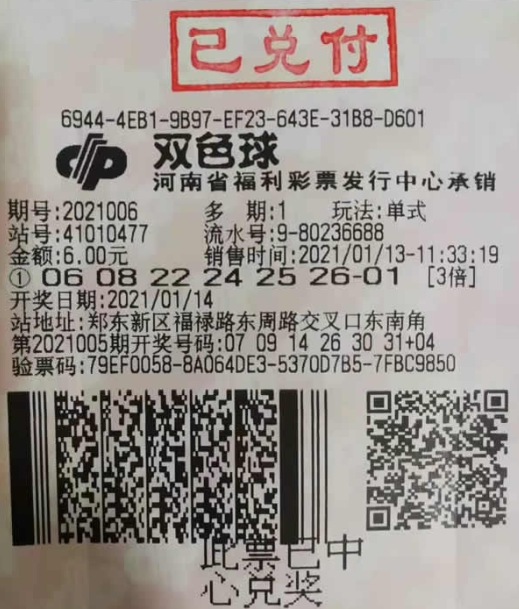 已兑付
6944-4EB1-9B97-EF23-643E-31B8-D601
双色球
河南省福利彩票发行中心承销
期号:2021006 多 期:1 玩法:单式
站号:41010477 流水号:9-80236688
金额:6.00元 销售时间:2021/01/13-11:33:19
① 06 08 22 24 25 26-01 [3倍]
开奖日期:2021/01/14
站地址:郑东新区福禄路东周路交叉口东南角
第2021005期开奖号码:07 09 14 26 30 31+04
验票码:79EF0058-8A064DE3-5370D7B5-7FBC9850
此票已中
心兑奖